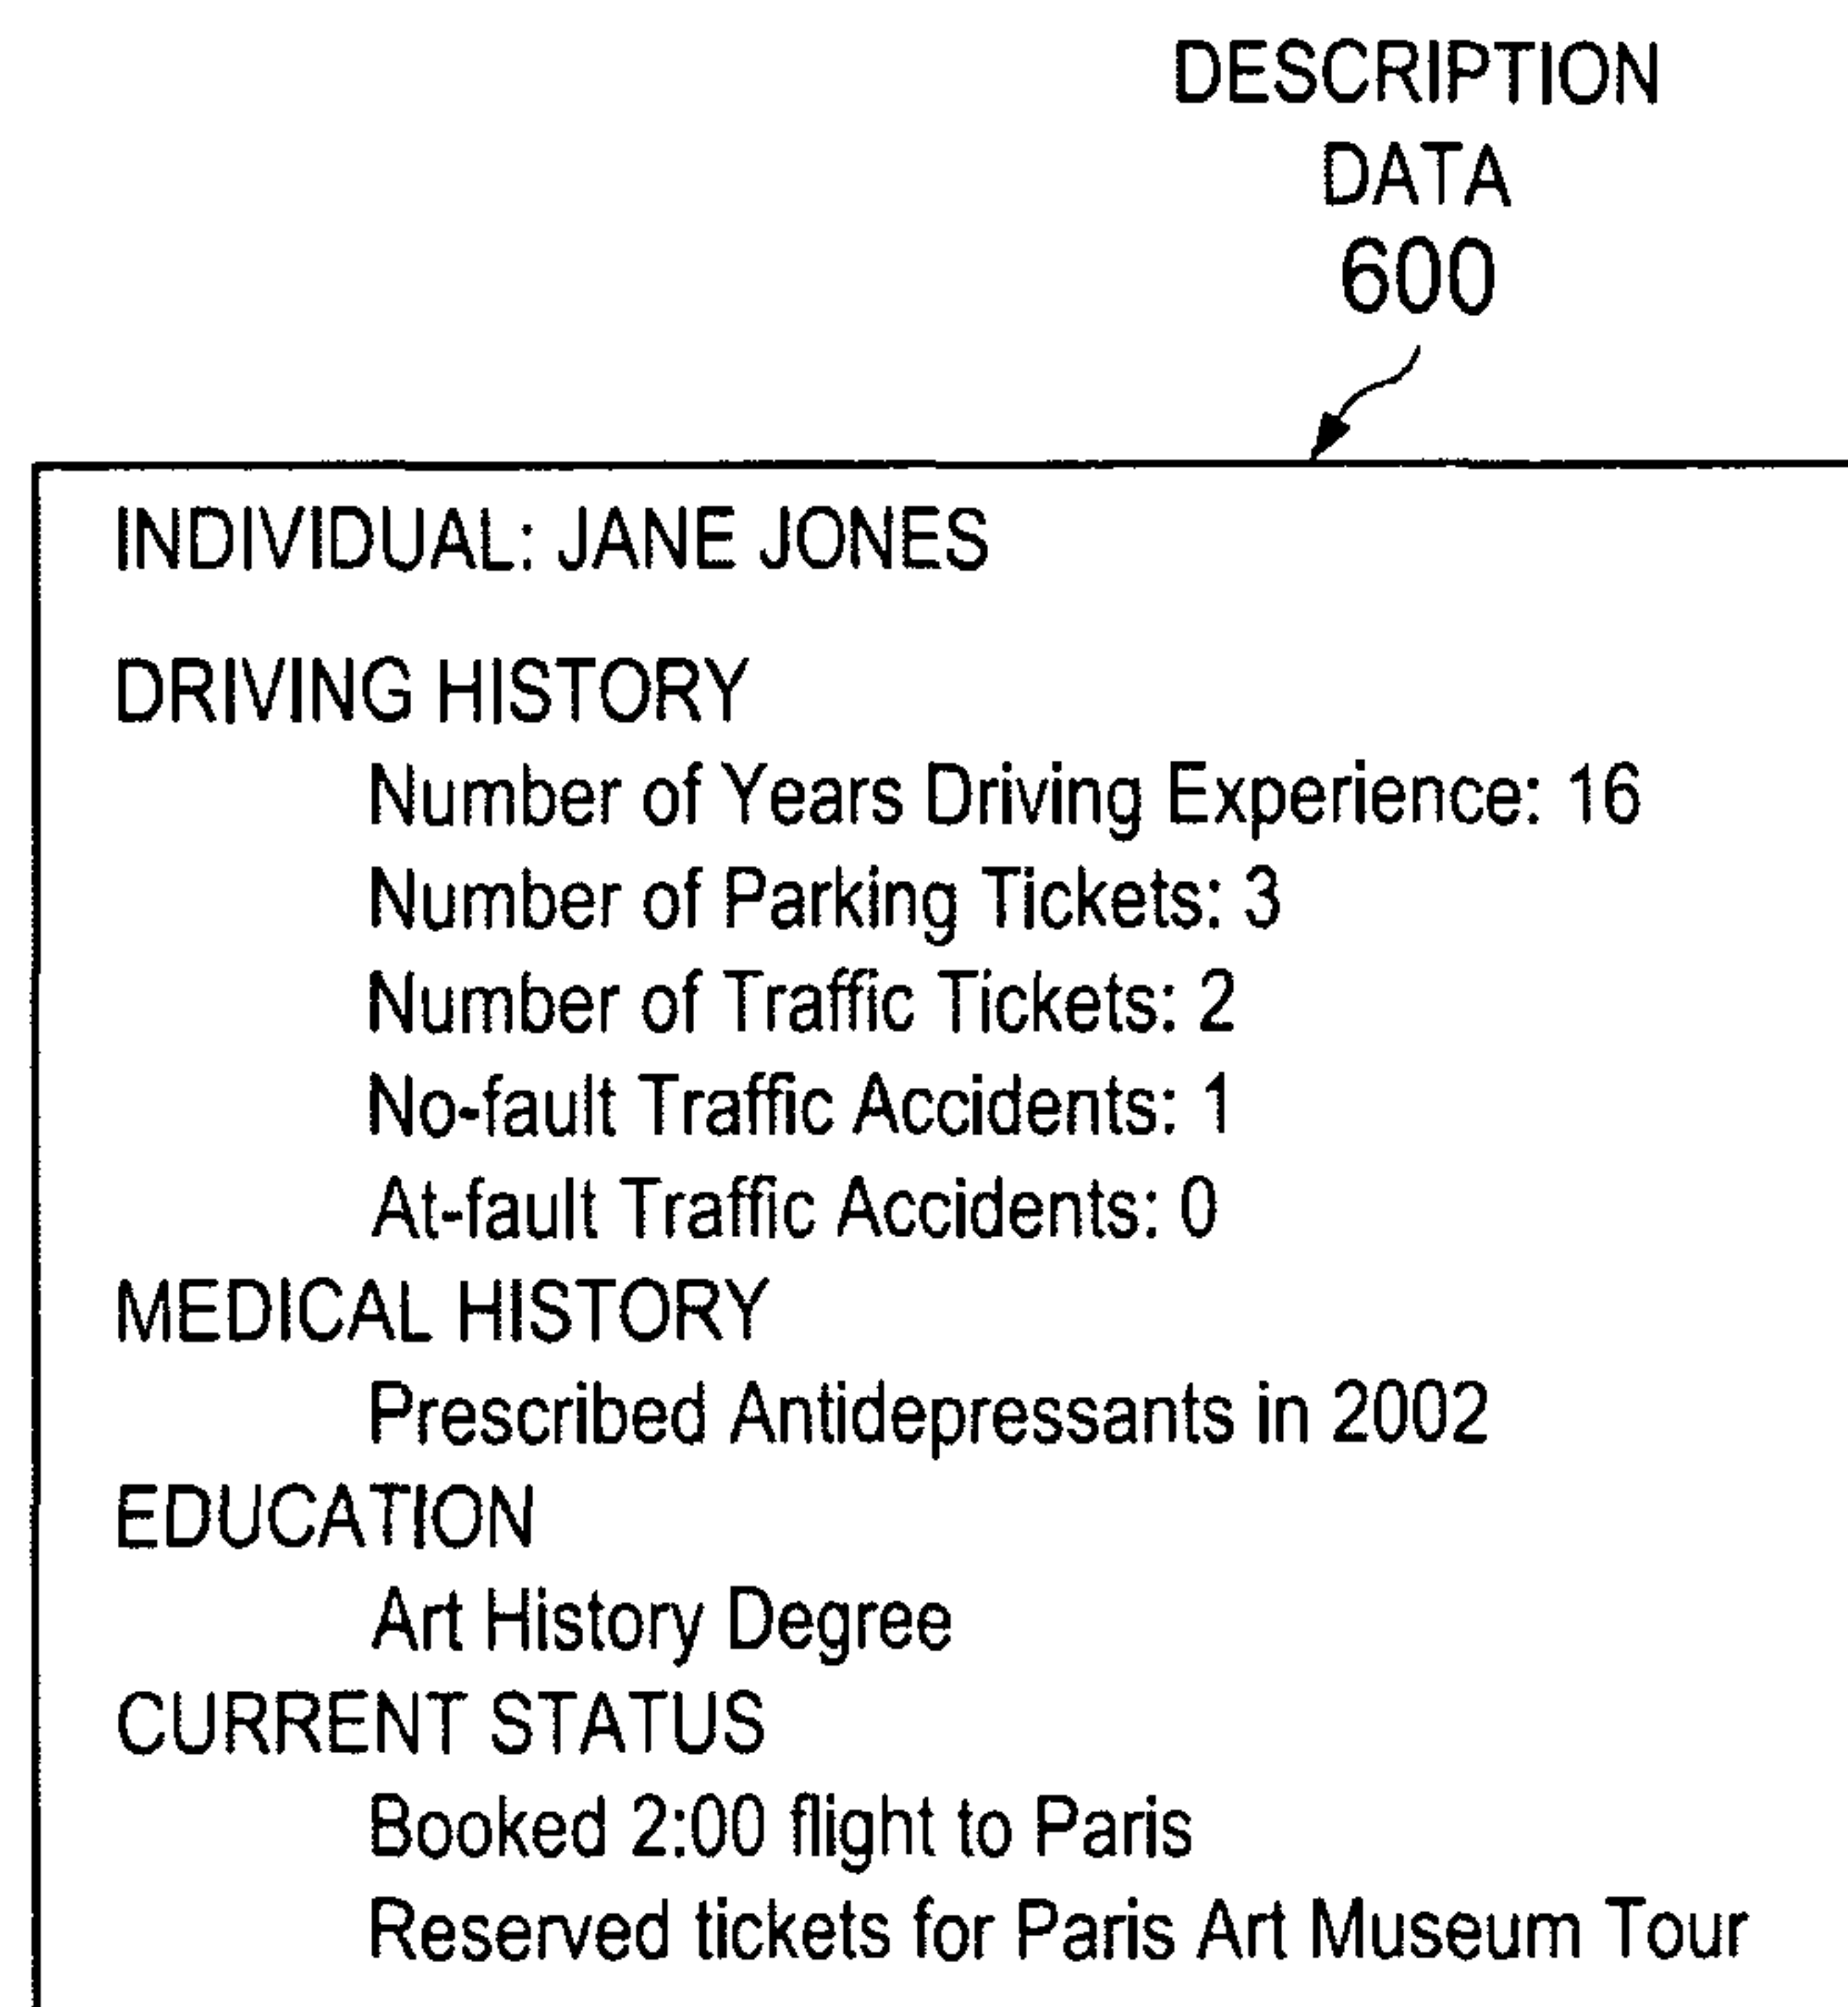 DESCRIPTION
DATA
600
INDIVIDUAL: JANE JONES
DRIVING HISTORY
Number of Years Driving Experience: 16
Number of Parking Tickets: 3
Number of Traffic Tickets: 2
No-fault Traffic Accidents: 1
At-fault Traffic Accidents: 0
MEDICAL HISTORY
Prescribed Antidepressants in 2002
EDUCATION
Art History Degree
CURRENT STATUS
Booked 2:00 flight to Paris
Reserved tickets for Paris Art Museum Tour